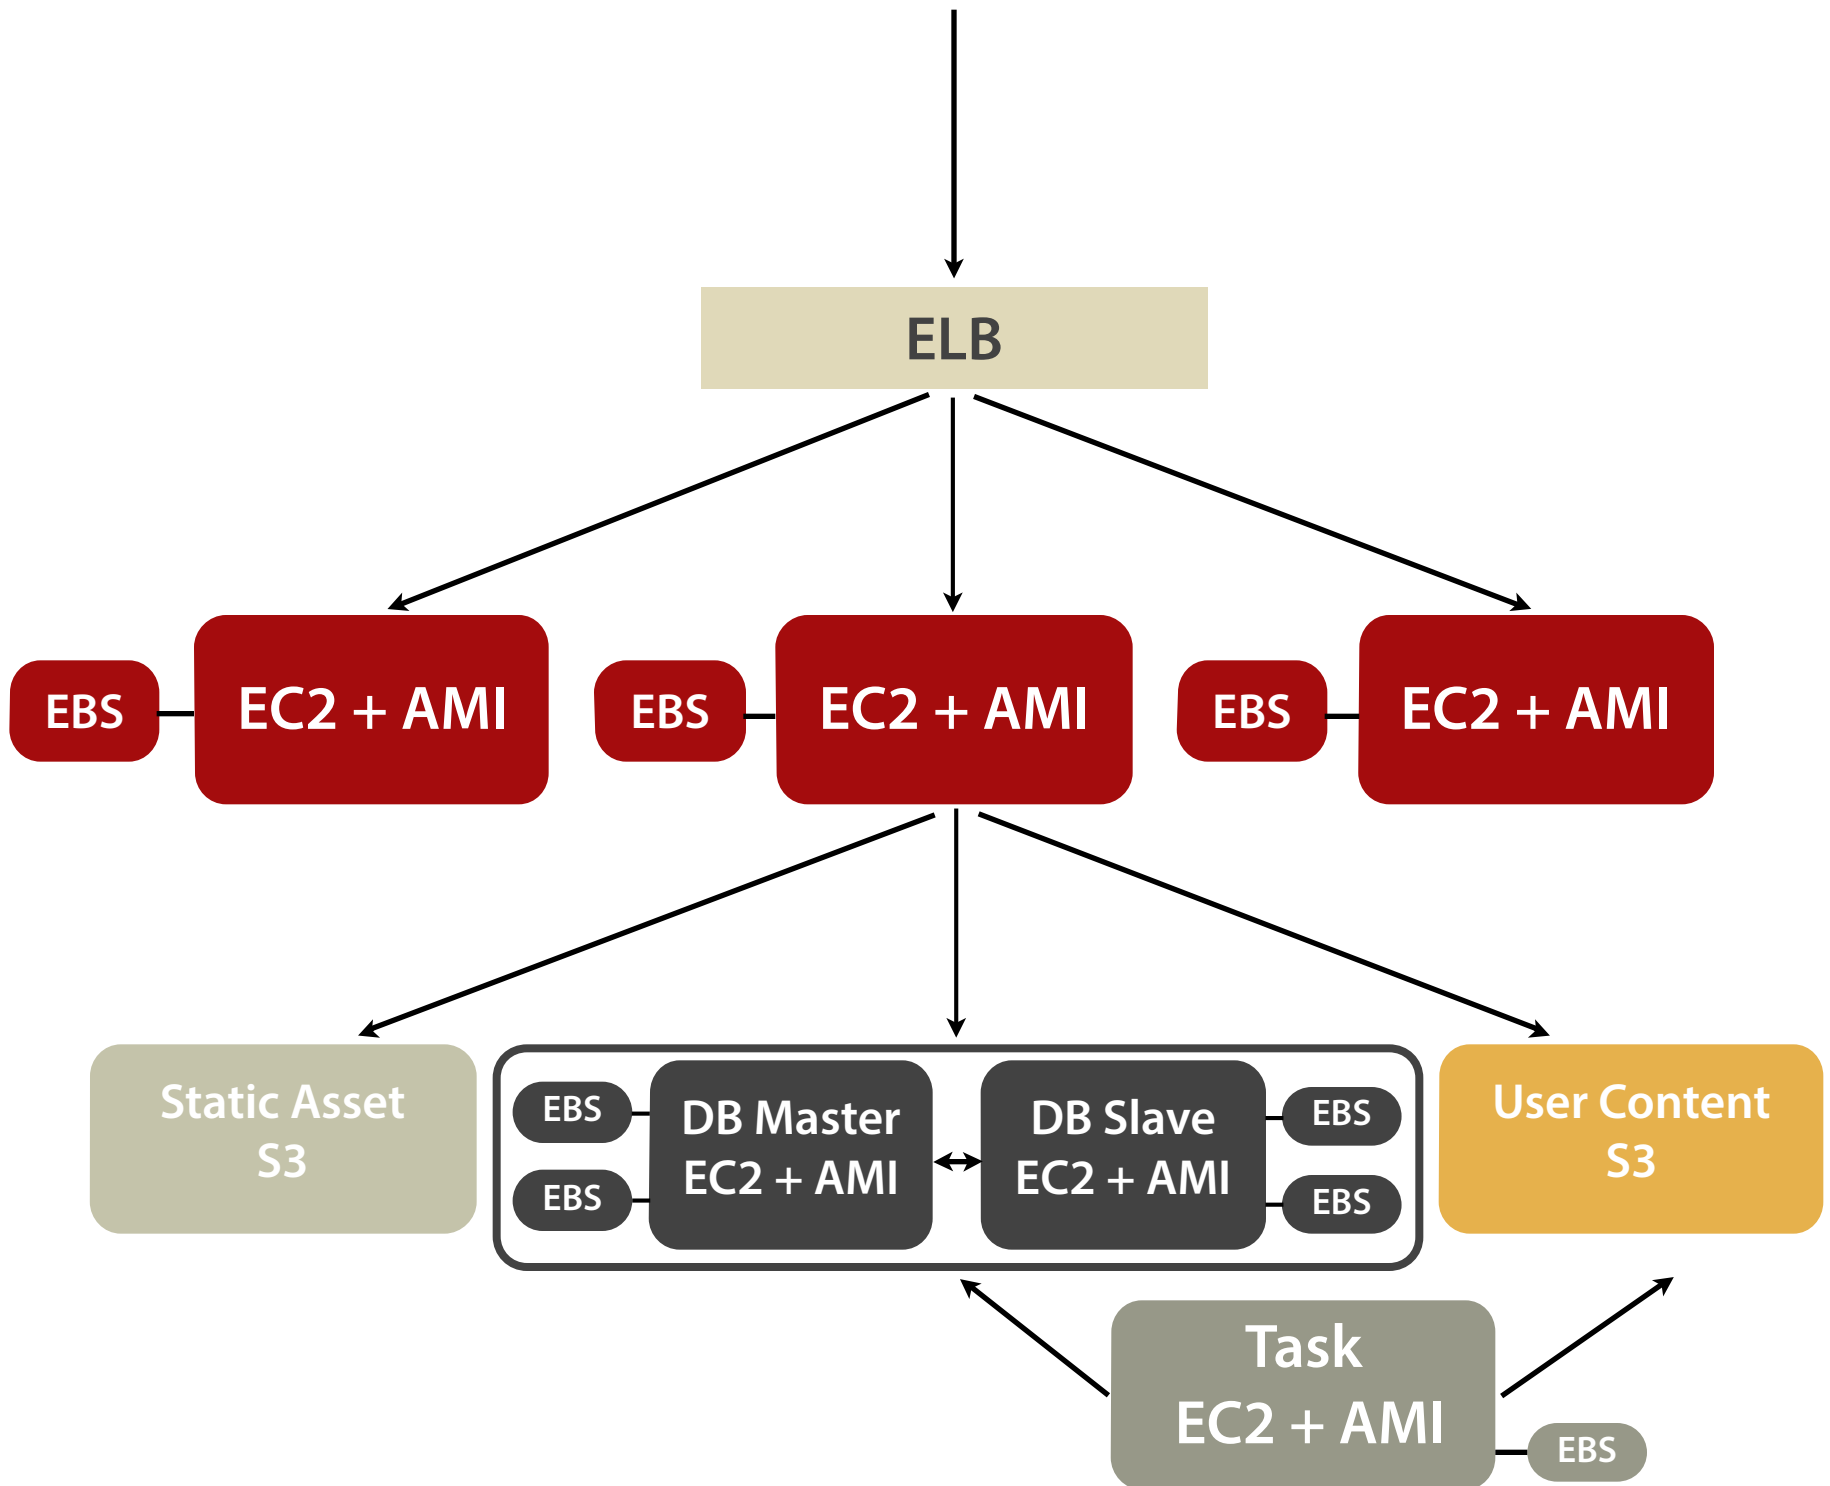 ELB
EBS
EC2 + AMI
EBS
EC2 + AMI
EBS
EC2 + AMI
Static Asset
S3
EBS
EBS
DB Master
EC2 + AMI
DB Slave
EC2 + AMI
EBS
EBS
User Content
S3
Task
EC2 + AMI
EBS